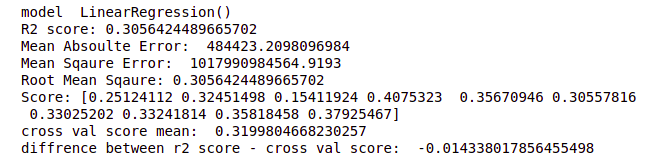 model  LinearRegression()
R2 score: 0.3056424489665702
Mean Absoulte Error:  484423.2098096984
Mean Sqaure Error:  1017990984564.9193
Root Mean Sqaure: 0.3056424489665702
Score: [0.25124112 0.32451498 0.15411924 0.4075323  0.35670946 0.30557816
 0.33025202 0.33241814 0.35818458 0.37925467]
cross val score mean:  0.3199804668230257
diffrence between r2 score - cross val score:  -0.014338017856455498